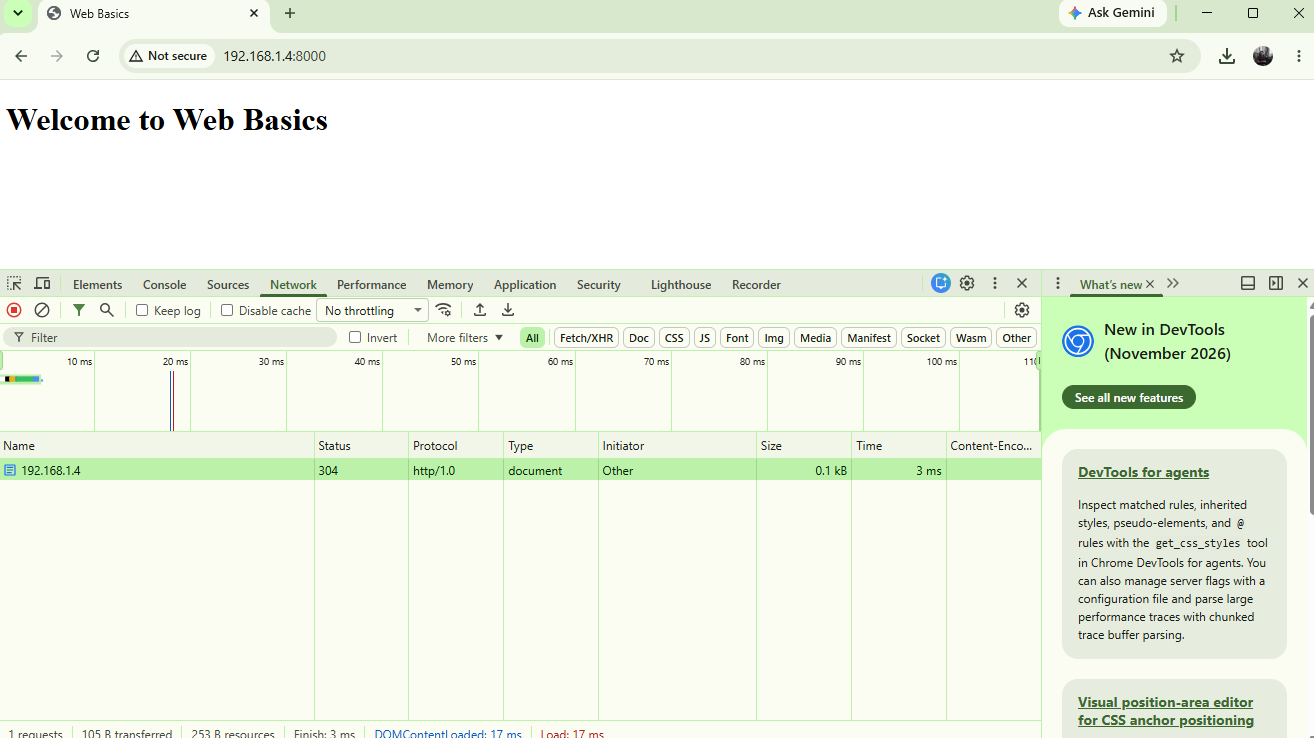 Web Basics
Ask Gemini
Not secure 192.168.1.4:8000
Welcome to Web Basics
Elements Console Sources Network Performance Memory Application Security Lighthouse Recorder
Keep log Disable cache No throttling
Filter Invert More filters All Fetch/XHR Doc CSS JS Font Img Media Manifest Socket Wasm Other
10 ms 20 ms 30 ms 40 ms 50 ms 60 ms 70 ms 80 ms 90 ms 100 ms
Name Status Protocol Type Initiator Size Time Content-Enco...
192.168.1.4 304 http/1.0 document Other 0.1 kB 3 ms
1 requests 105 B transferred 253 B resources Finish: 3 ms DOMContentLoaded: 17 ms Load: 17 ms
What's new
New in DevTools
(November 2026)
See all new features
DevTools for agents
Inspect matched rules, inherited
styles, pseudo-elements, and @
rules with the get_css_styles tool
in Chrome DevTools for agents. You
can also manage server flags with a
configuration file and parse large
performance traces with chunked
trace buffer parsing.
Visual position-area editor
for CSS anchor positioning